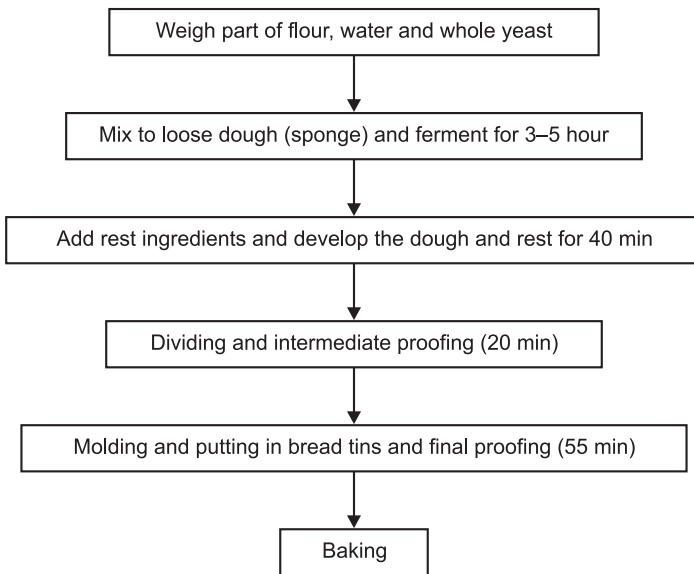 Weigh part of flour, water and whole yeast
Mix to loose dough (sponge) and ferment for 3–5 hour
Add rest ingredients and develop the dough and rest for 40 min
Dividing and intermediate proofing (20 min)
Molding and putting in bread tins and final proofing (55 min)
Baking